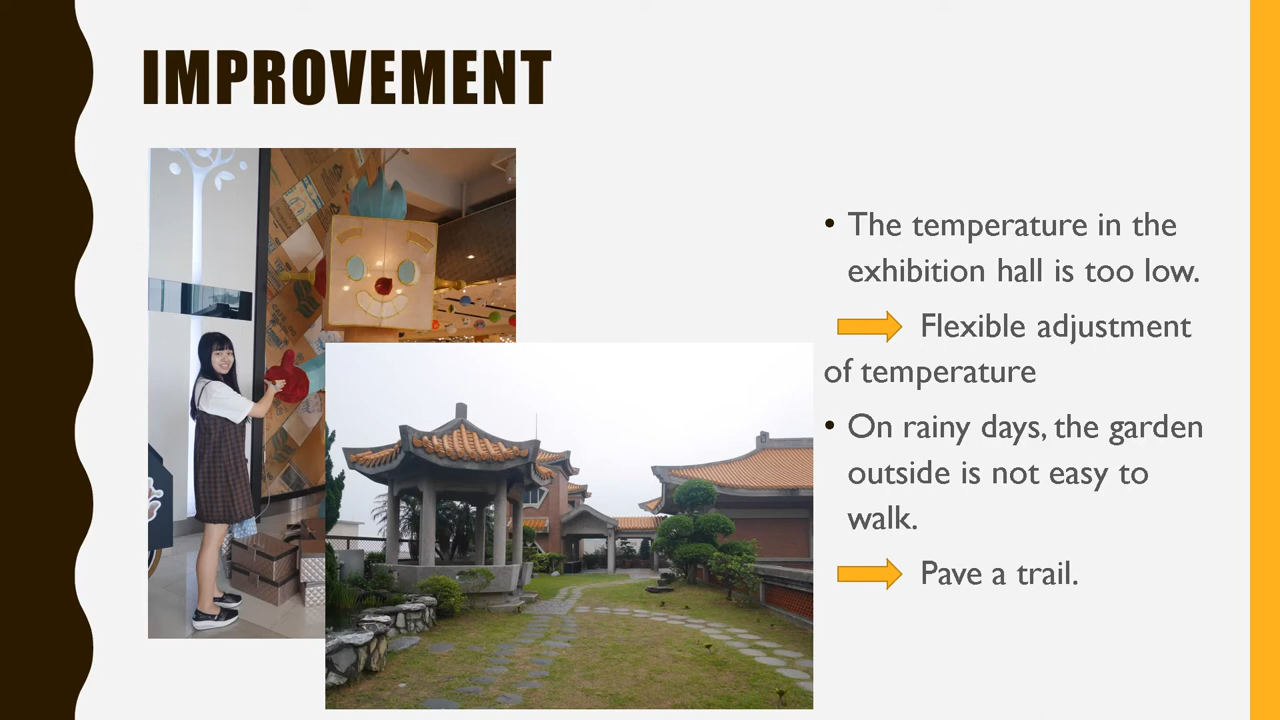 IMPROVEMENT
• The temperature in the
exhibition hall is too low.
Flexible adjustment
of temperature
• On rainy days, the garden
outside is not easy to
walk.
Pave a trail.